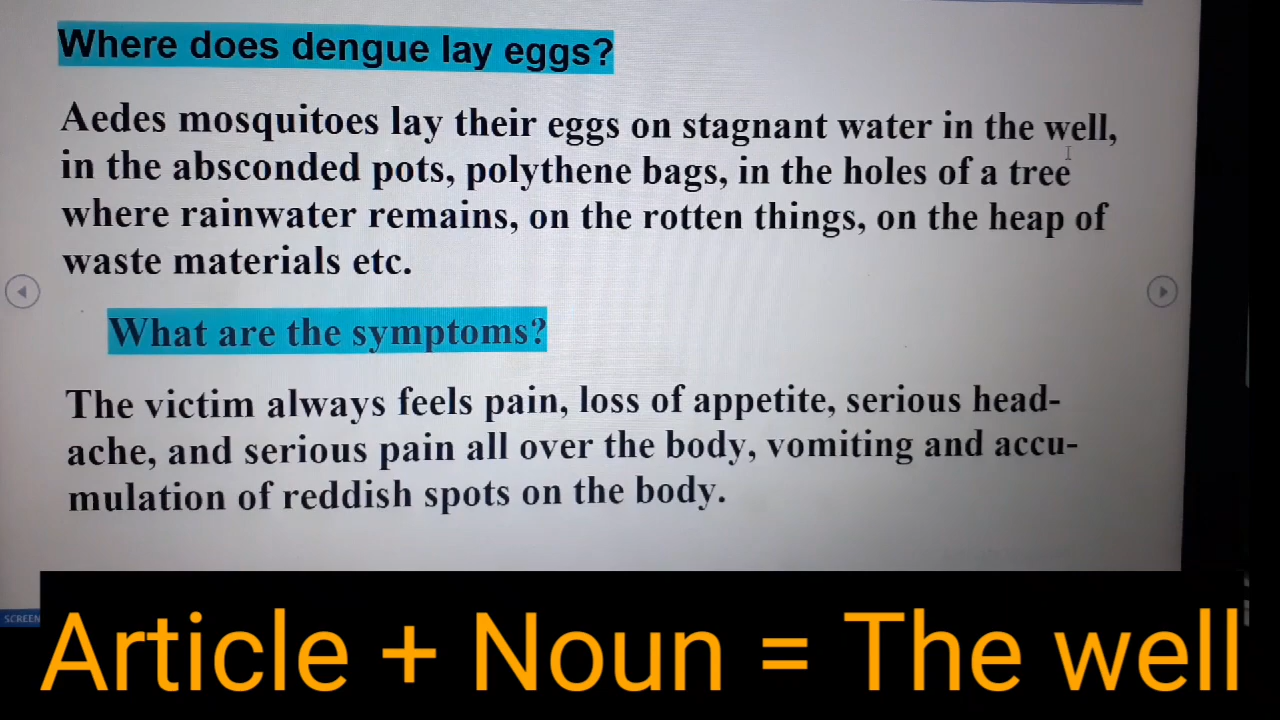 Where does dengue lay eggs?
Aedes mosquitoes lay their eggs on stagnant water in the well,
in the absconded pots, polythene bags, in the holes of a tree
where rainwater remains, on the rotten things, on the heap of
waste materials etc.
What are the symptoms?
The victim always feels pain, loss of appetite, serious head-
ache, and serious pain all over the body, vomiting and accu-
mulation of reddish spots on the body.
SCREEN
Article + Noun = The well